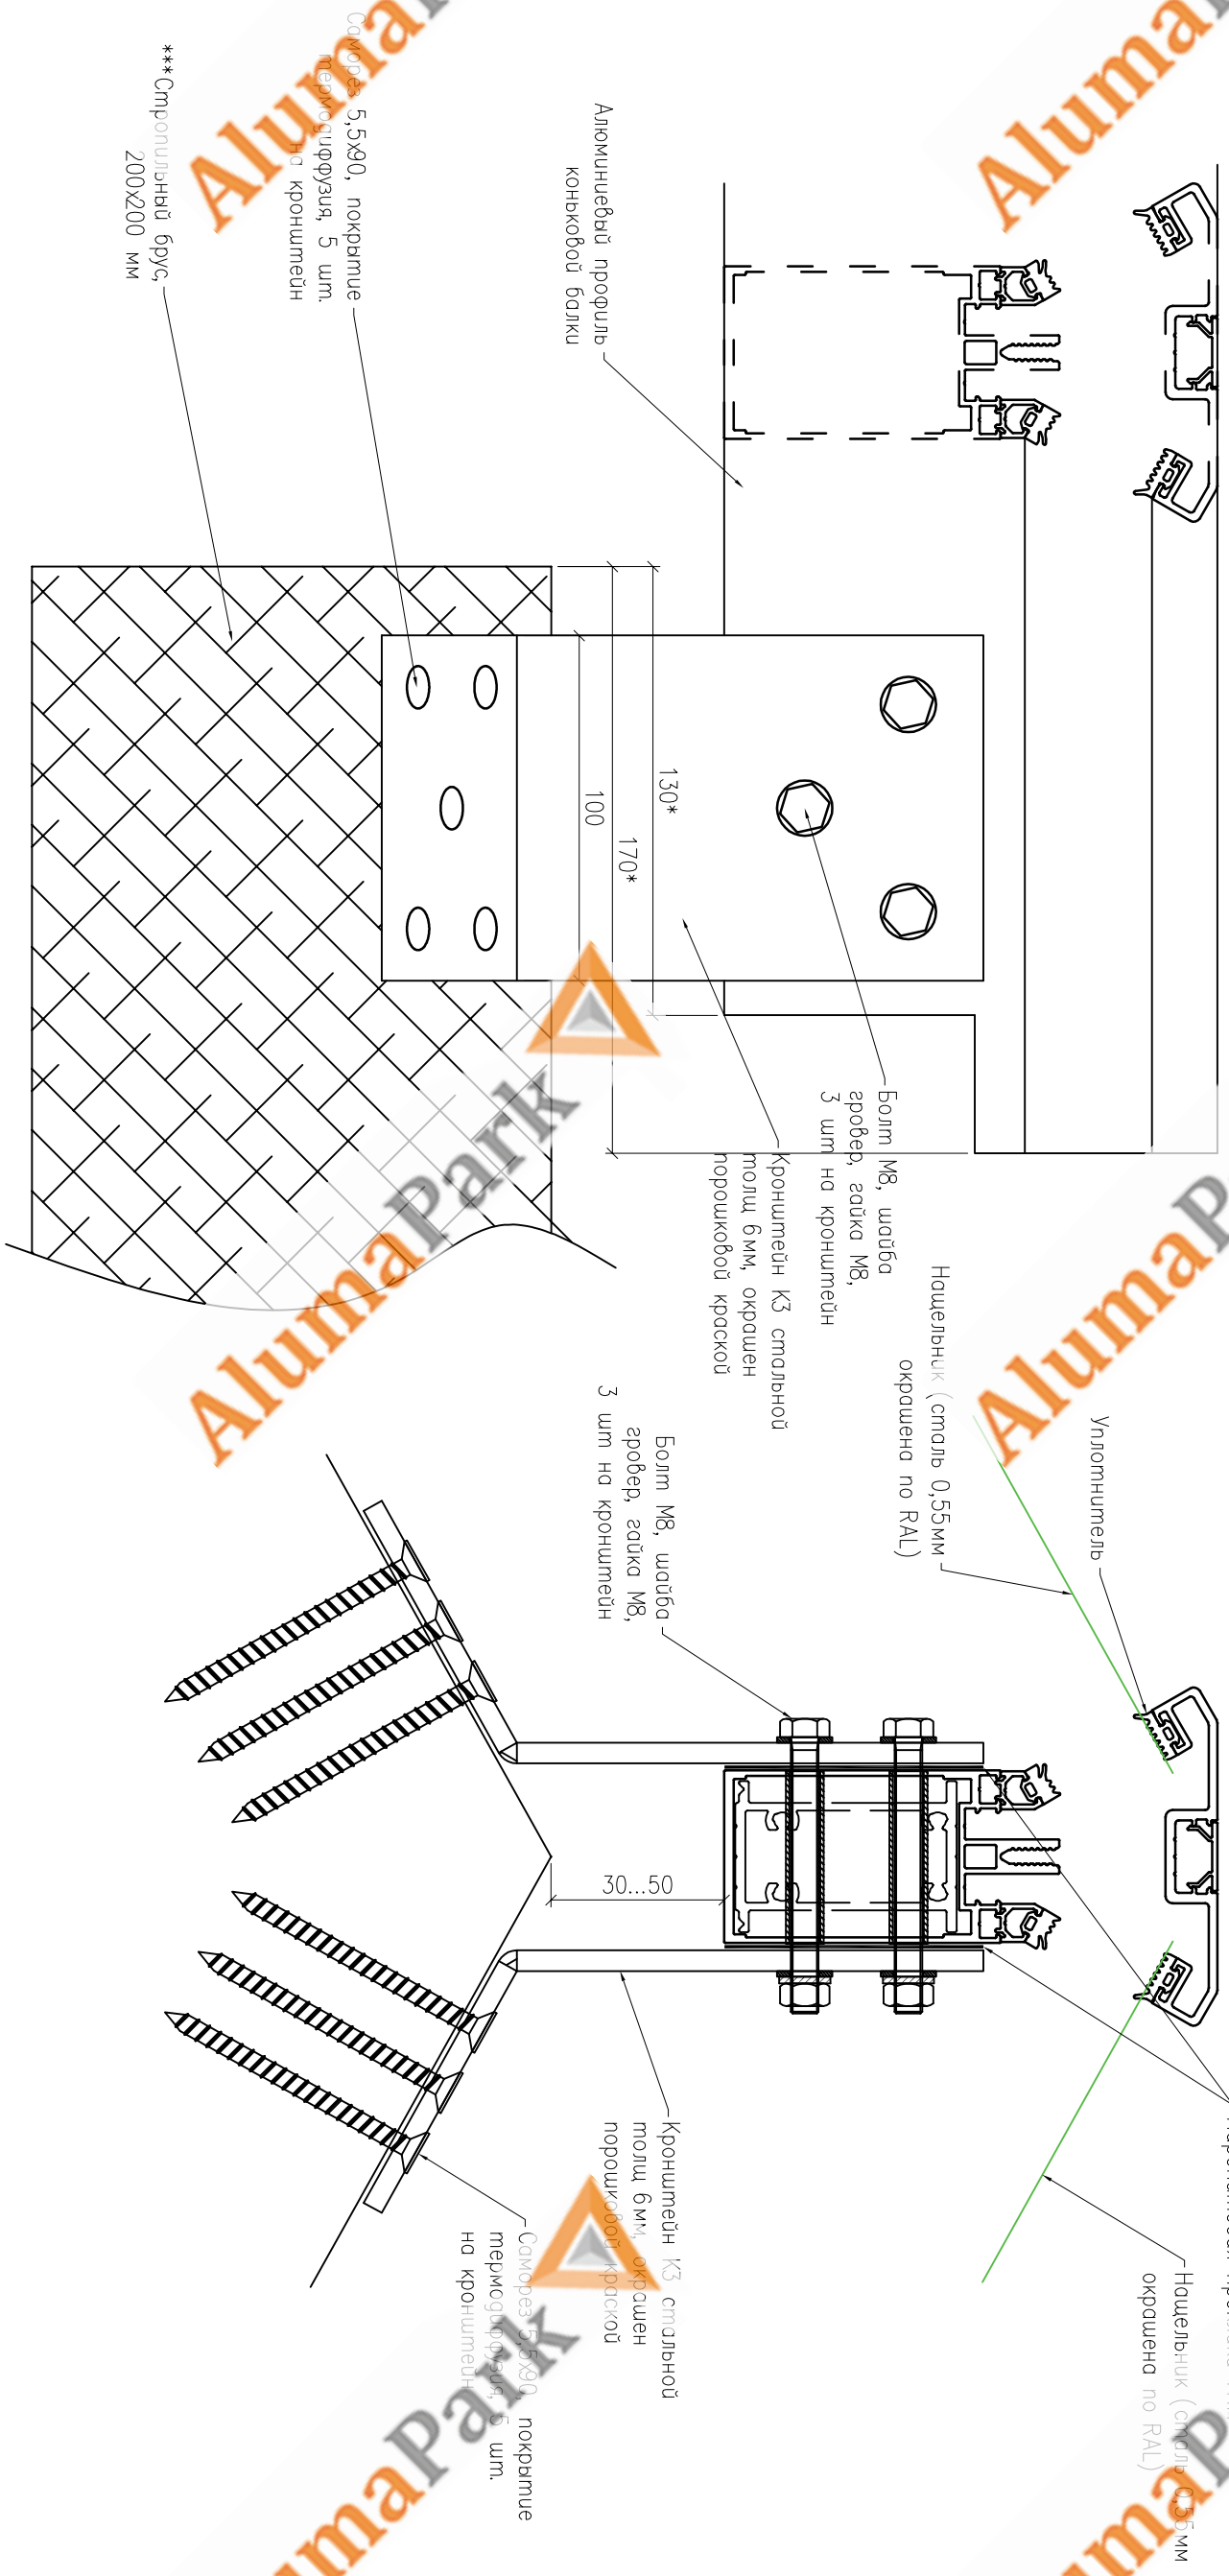 Саморез 5,5х90, покрытие
термодиффузия, 5 шт.
на кронштейн
***Стропильный брус,
200х200 мм
Алюминиевый профиль
коньковой балки
130*
100
170*
Болт М8, шайба
гровер, гайка М8,
3 шт на кронштейн
Кронштейн К3 стальной
толщ 6мм, окрашен
порошковой краской
Нащельник (сталь 0,55мм
окрашена по RAL)
Уплотнитель
Болт М8, шайба
гровер, гайка М8,
3 шт на кронштейн
30...50
Кронштейн К3 стальной
толщ 6мм, окрашен
порошковой краской
Саморез 5,5х90, покрытие
термодиффузия, 5 шт.
на кронштейн
Нащельник (сталь 0,55мм
окрашена по RAL)
AlumaPark
AlumaPark